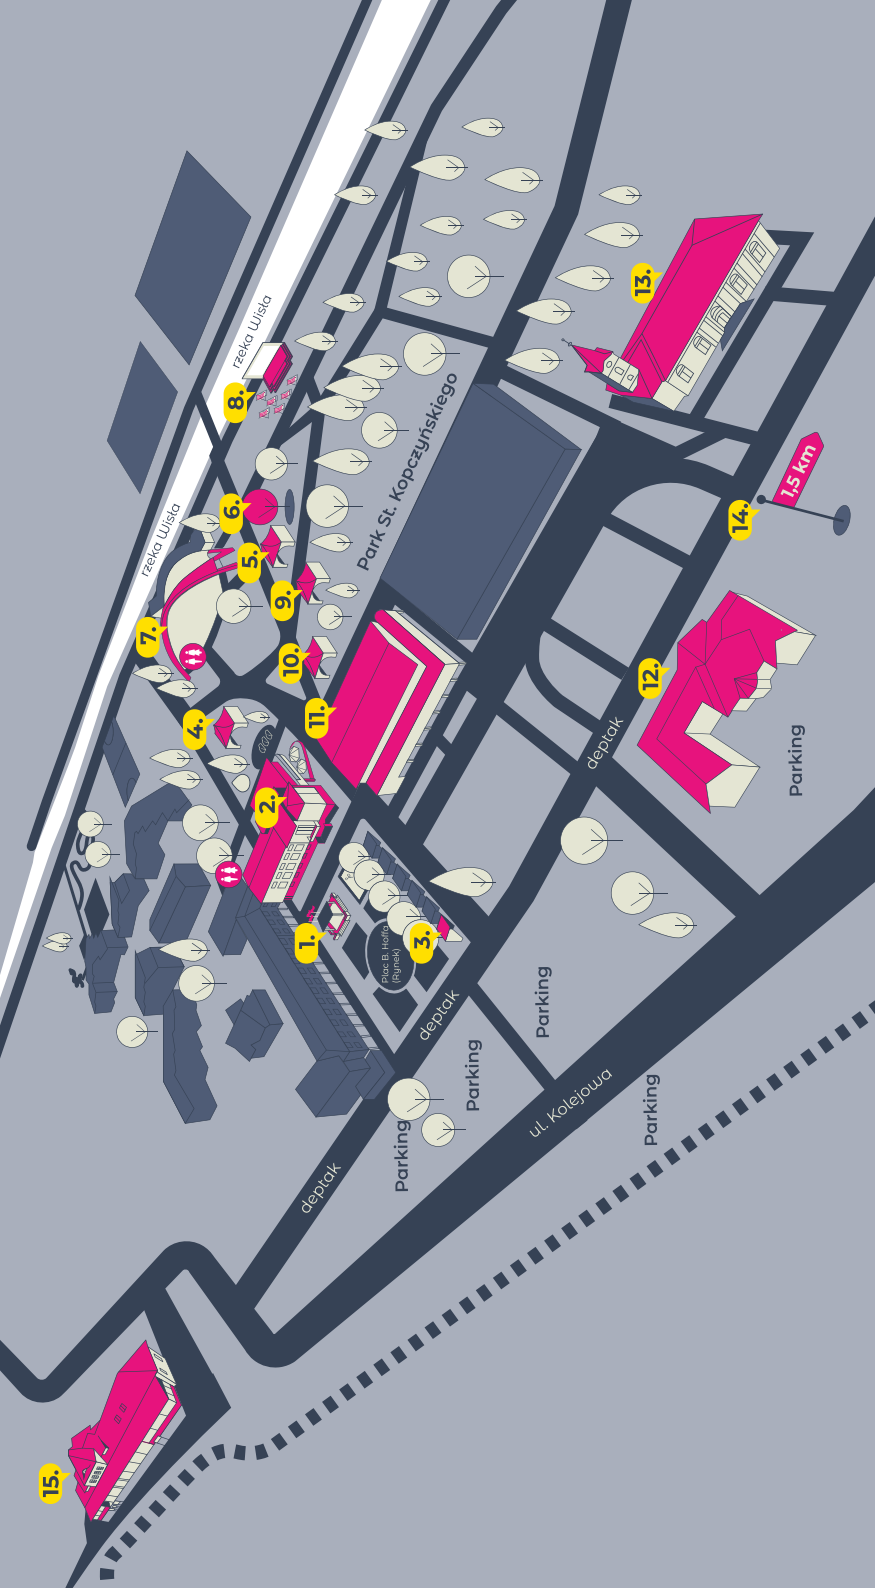 rzeka Wisła
rzeka Wisła
Park St. Kopczyńskiego
Plac B. Hoffa
(Rynek)
deptak
deptak
deptak
ul. Kolejowa
Parking
Parking
Parking
Parking
Parking
1,5 km
1.
2.
3.
4.
5.
6.
7.
8.
9.
10.
11.
12.
13.
14.
15.